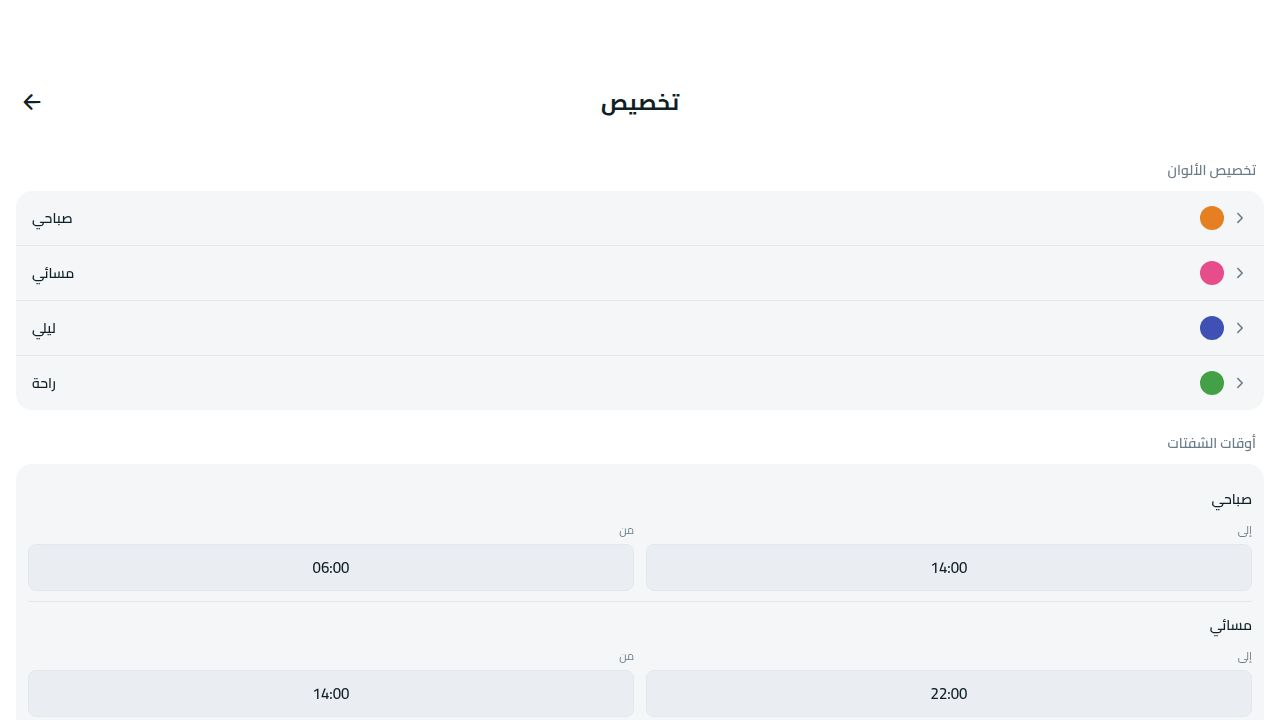 تخصيص
تخصيص الألوان
صباحي
مسائي
ليلي
راحة
أوقات الشفتات
صباحي
إلى
من
14:00
06:00
مسائي
إلى
من
22:00
14:00